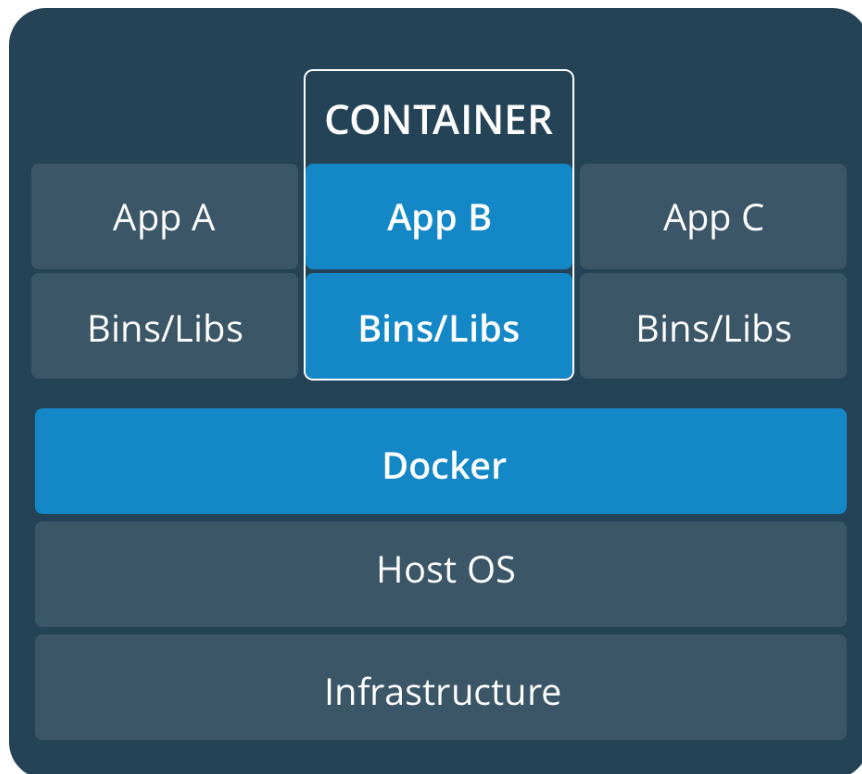 CONTAINER
App A
App B
App C
Bins/Libs
Bins/Libs
Bins/Libs
Docker
Host OS
Infrastructure